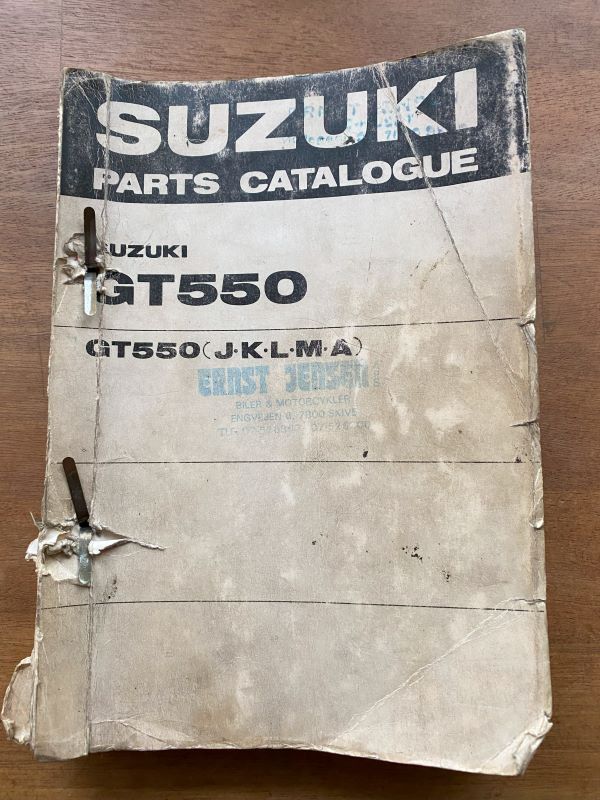 SUZUKI
PARTS CATALOGUE
SUZUKI
GT550
GT550(J·K·L·M·A)
ERNST JENSEN
BILER & MOTORCYKLER
ENGVEJEN 6, 7800 SKIVE